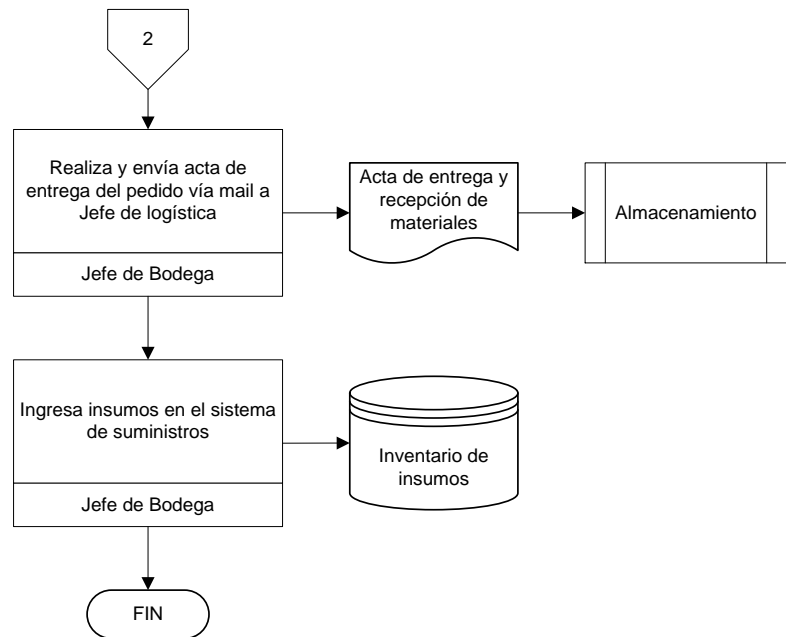 2
Realiza y envía acta de
entrega del pedido vía mail a
Jefe de logística
Jefe de Bodega
Acta de entrega y
recepción de
materiales
Almacenamiento
Ingresa insumos en el sistema
de suministros
Jefe de Bodega
Inventario de
insumos
FIN